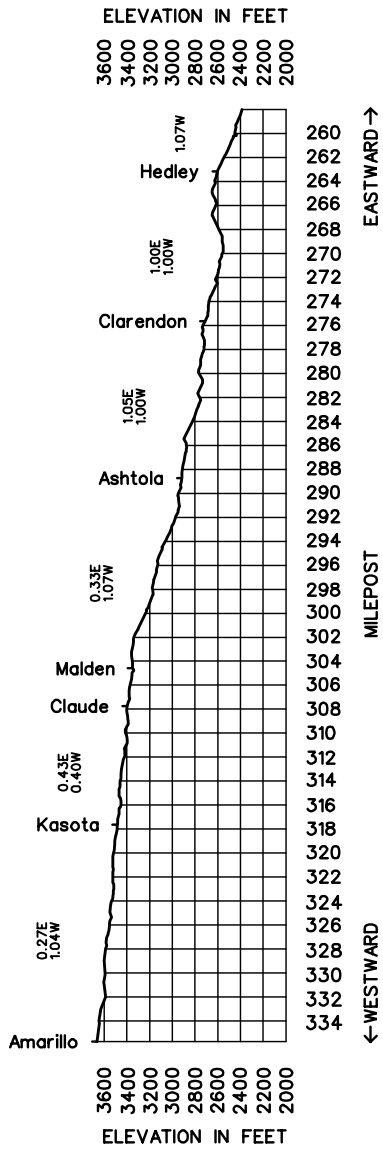 ELEVATION IN FEET
3600 3400 3200 3000 2800 2600 2400 2200 2000
EASTWARD→
1.07W
260
262
Hedley
264
266
268
1.00E
1.00W
270
272
274
Clarendon
276
278
280
1.05E
1.00W
282
284
286
Ashtola
288
290
292
294
0.33E
1.07W
296
298
300
MILEPOST
302
Malden
304
306
Claude
308
310
0.43E
0.40W
312
314
316
Kasota
318
320
322
324
0.27E
1.04W
326
328
330
332
334
←WESTWARD
Amarillo
3600 3400 3200 3000 2800 2600 2400 2200 2000
ELEVATION IN FEET